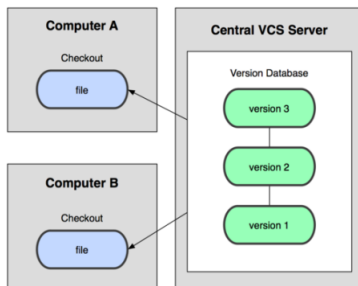 Computer A
Checkout
file
Computer B
Checkout
file
Central VCS Server
Version Database
version 3
version 2
version 1